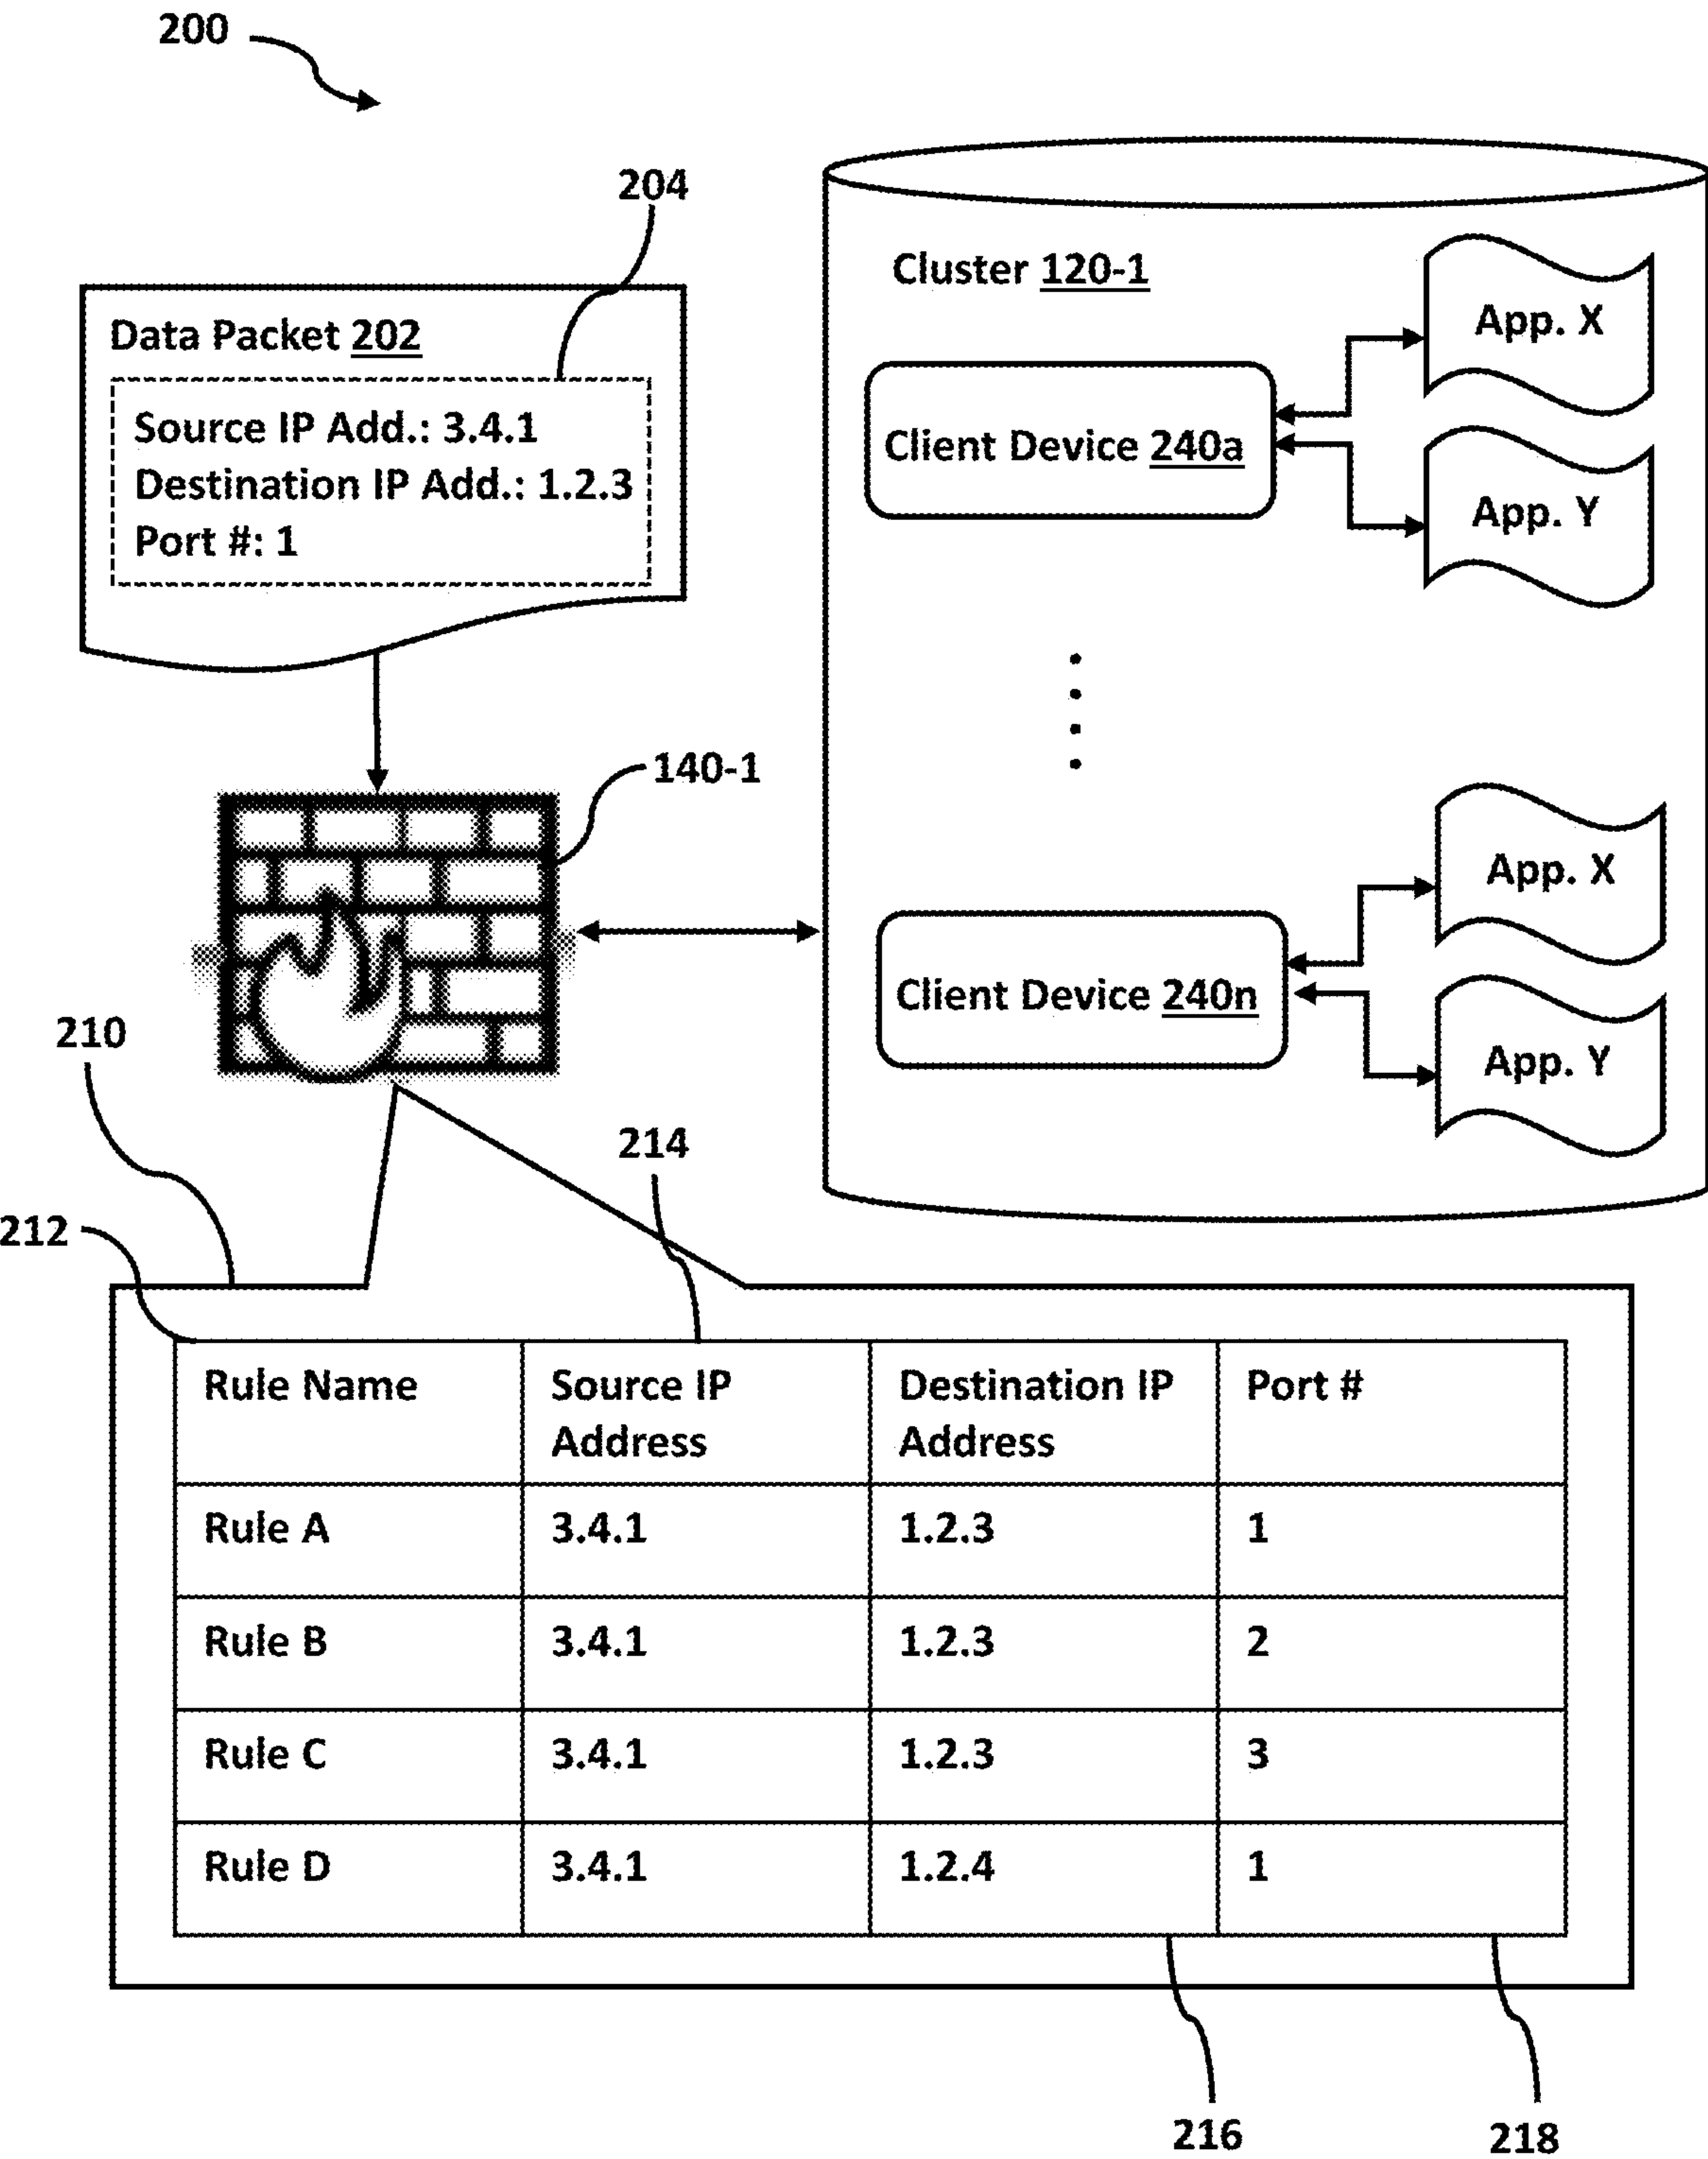 200
204
Data Packet 202
Source IP Add.: 3.4.1
Destination IP Add.: 1.2.3
Port #: 1
Cluster 120-1
App. X
Client Device 240a
App. Y
140-1
App. X
Client Device 240n
App. Y
210
214
212
Rule Name
Source IP
Address
Destination IP
Address
Port #
Rule A 3.4.1 1.2.3 1
Rule B 3.4.1 1.2.3 2
Rule C 3.4.1 1.2.3 3
Rule D 3.4.1 1.2.4 1
216
218